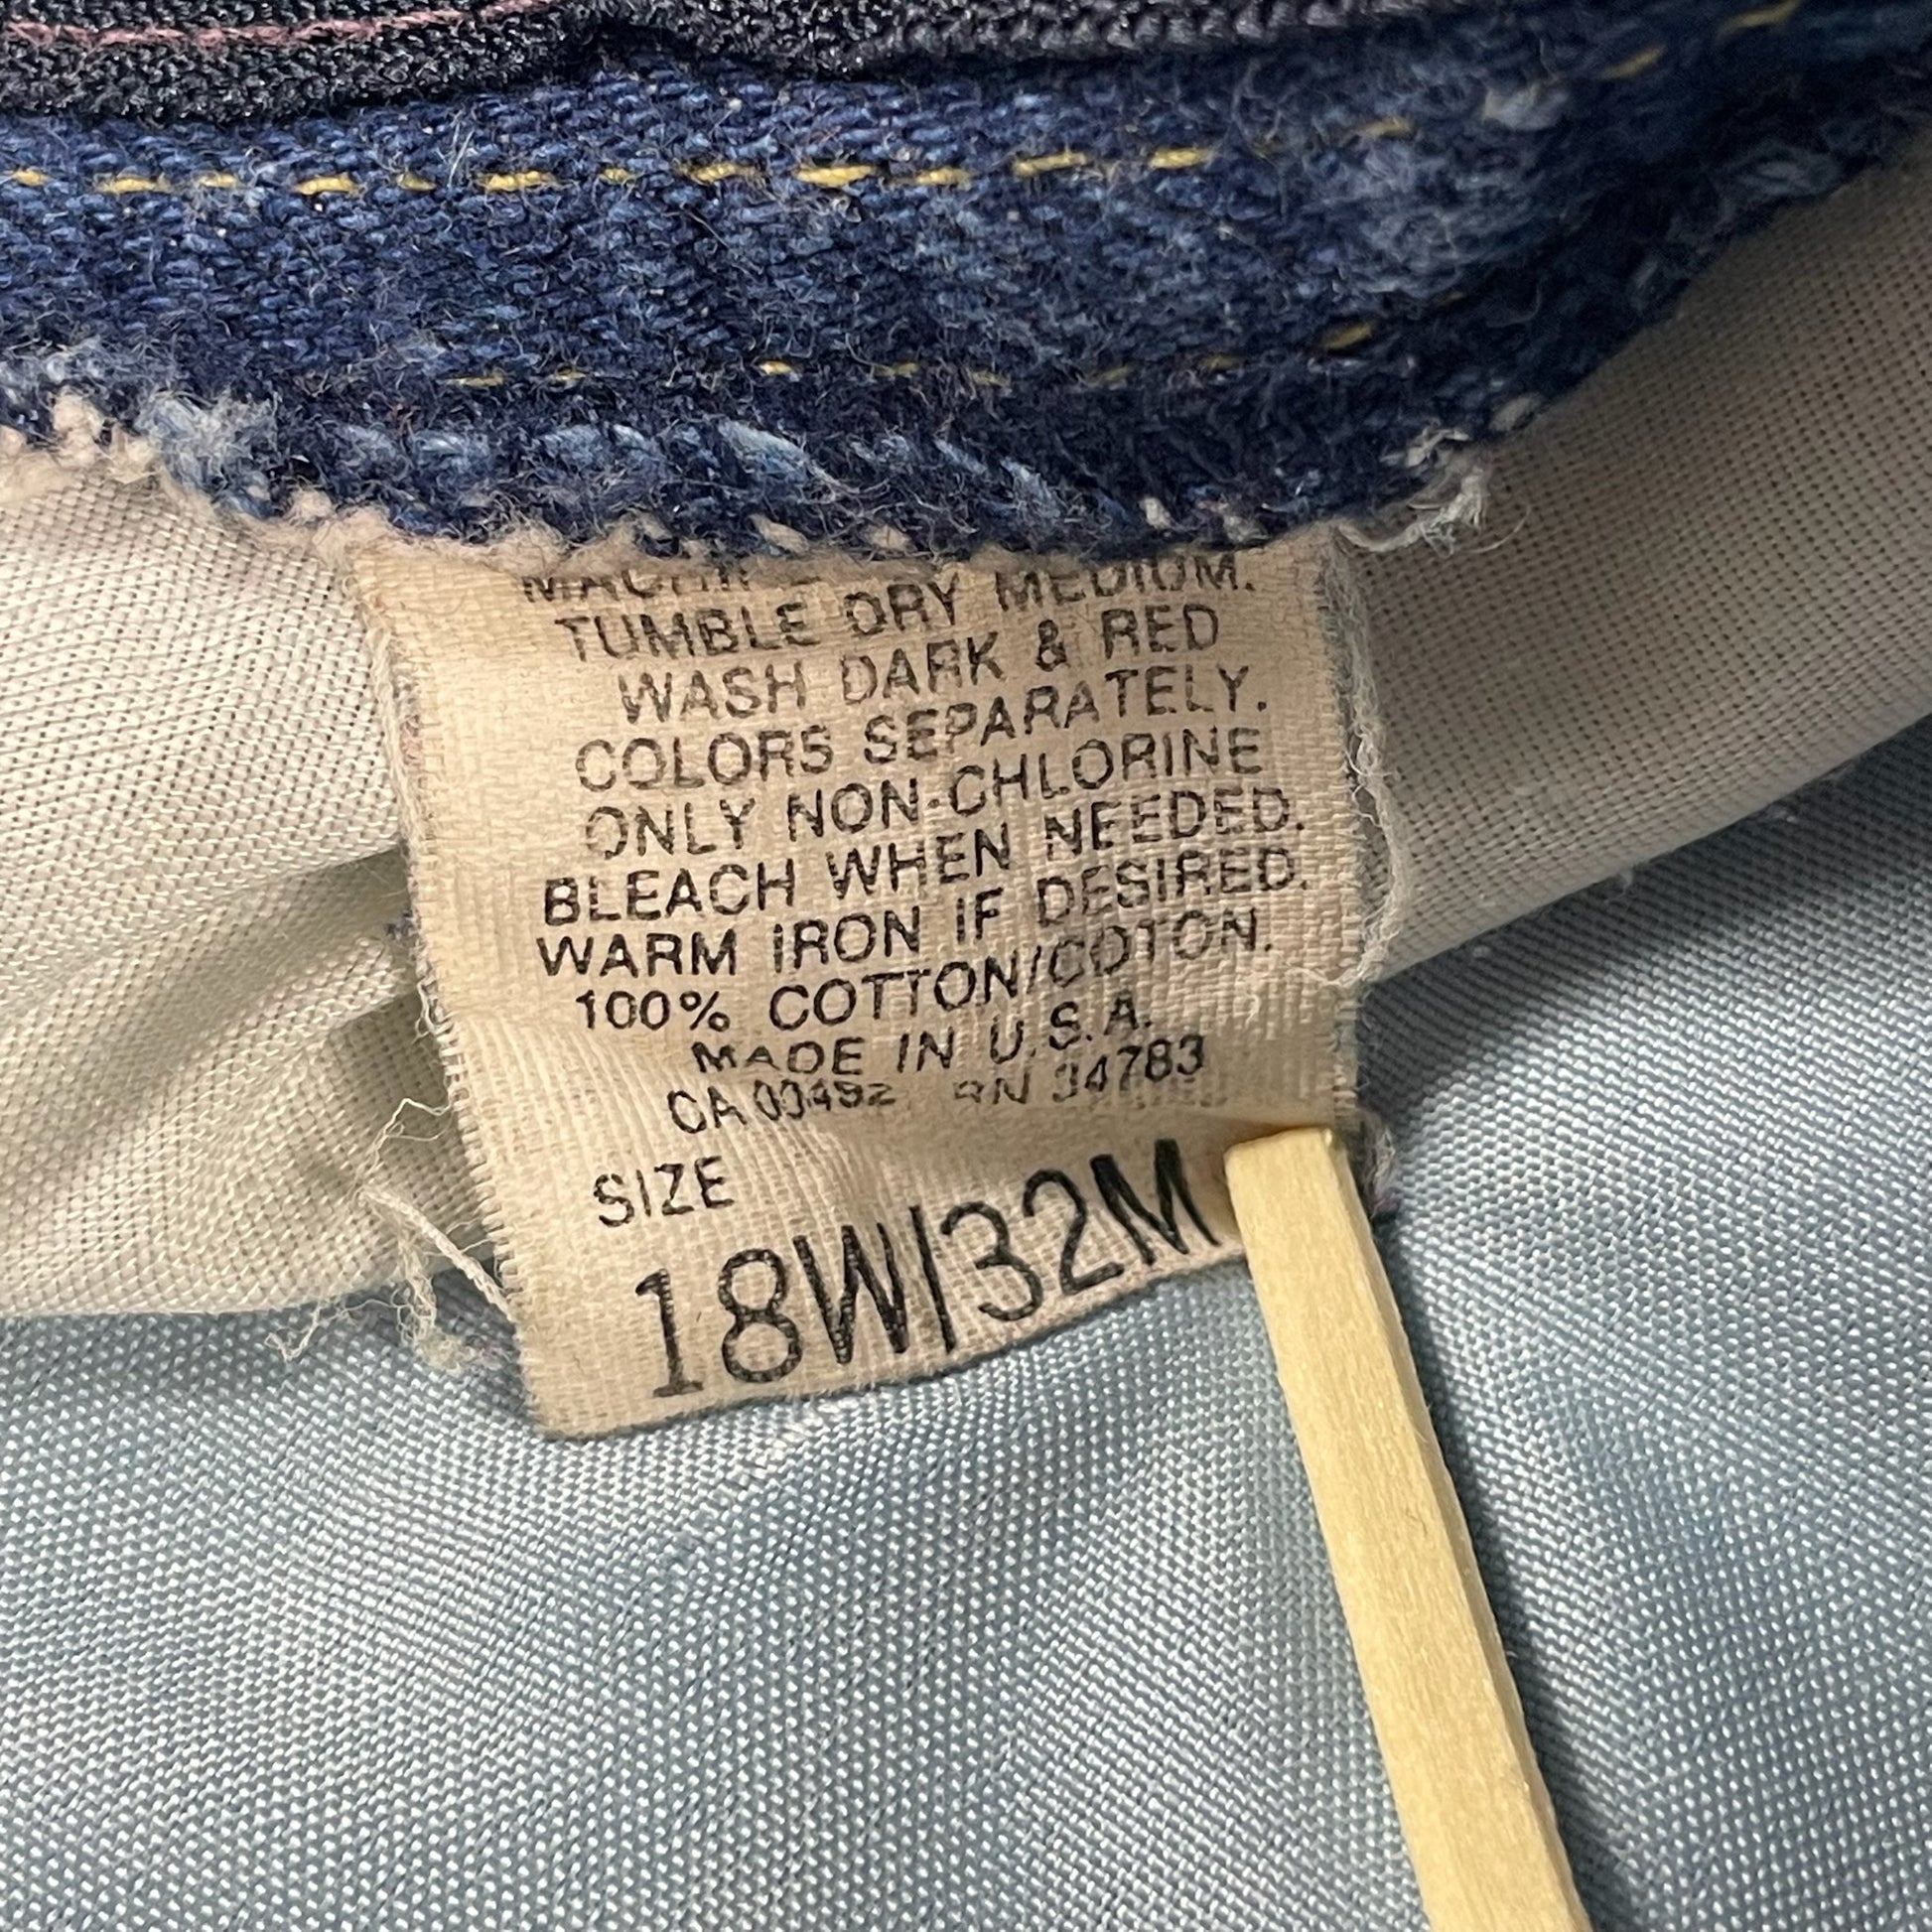 TUMBLE DRY MEDIUM.
WASH DARK & RED
COLORS SEPARATELY.
ONLY NON-CHLORINE
BLEACH WHEN NEEDED.
WARM IRON IF DESIRED.
100% COTTON/COTON.
MADE IN U.S.A.
CA 00492 RN 34783
SIZE
18W/32M